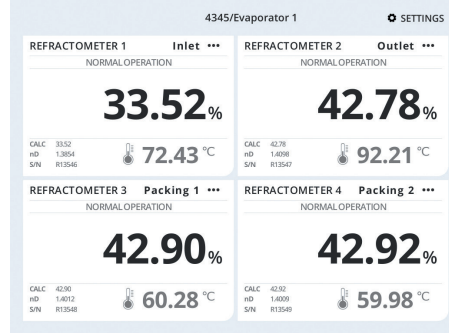 4345/Evaporator 1
SETTINGS
REFRACTOMETER 1 Inlet •••
NORMAL OPERATION
33.52%
CALC 33.52
nD 1.3854
S/N R13546
72.43 °C
REFRACTOMETER 2 Outlet •••
NORMAL OPERATION
42.78%
CALC 42.78
nD 1.4098
S/N R13547
92.21 °C
REFRACTOMETER 3 Packing 1 •••
NORMAL OPERATION
42.90%
CALC 42.90
nD 1.4012
S/N R13548
60.28 °C
REFRACTOMETER 4 Packing 2 •••
NORMAL OPERATION
42.92%
CALC 42.92
nD 1.4009
S/N R13549
59.98 °C